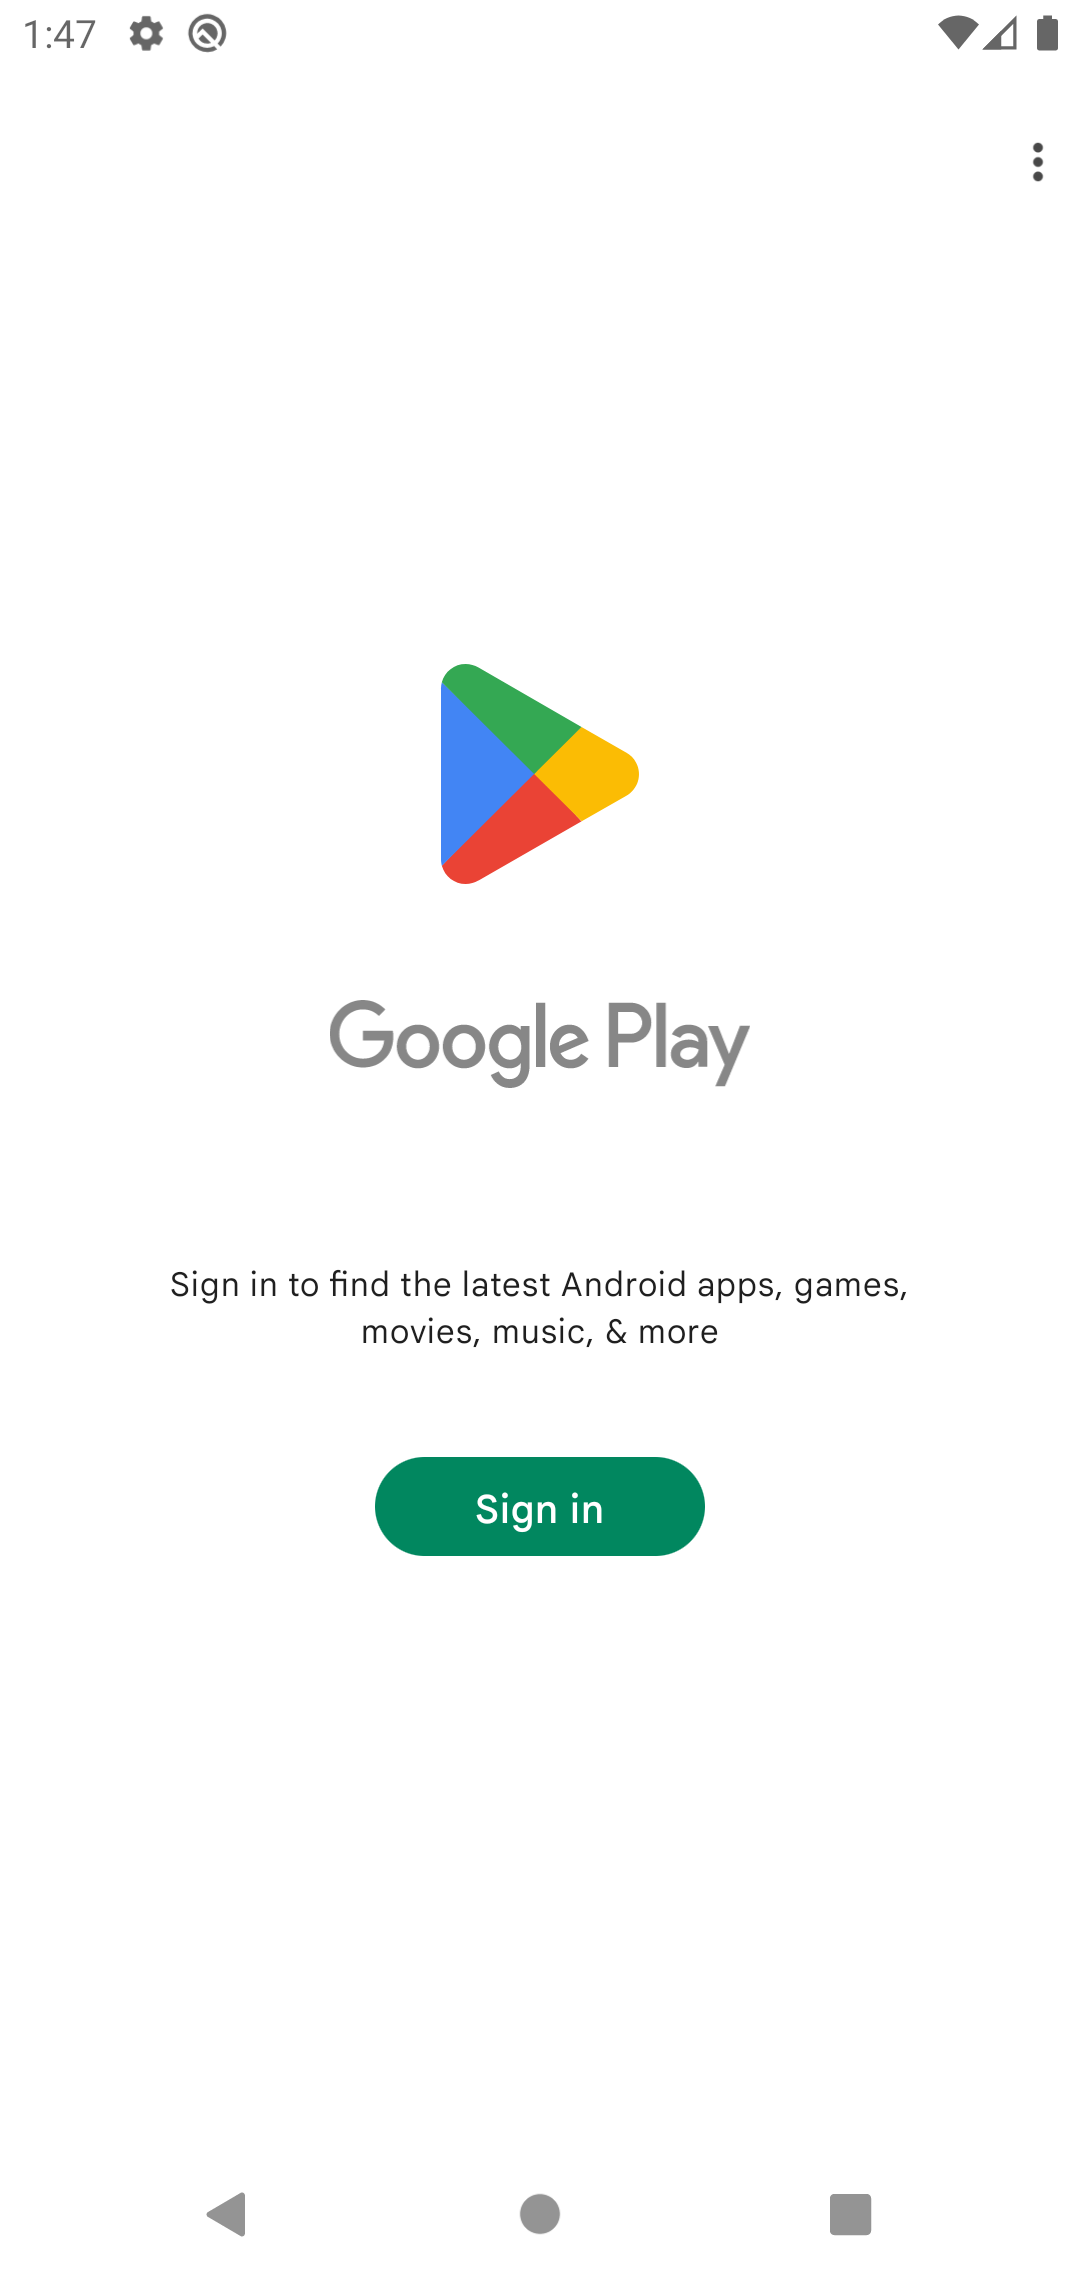 1:47
Google Play
Sign in to find the latest Android apps, games,
movies, music, & more
Sign in